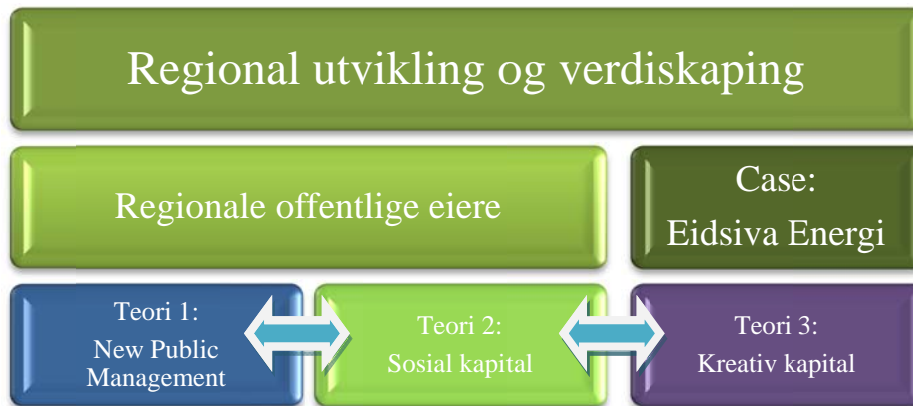 Regional utvikling og verdiskaping
Regionale offentlige eiere
Case:
Eidsiva Energi
Teori 1:
New Public
Management
Teori 2:
Sosial kapital
Teori 3:
Kreativ kapital